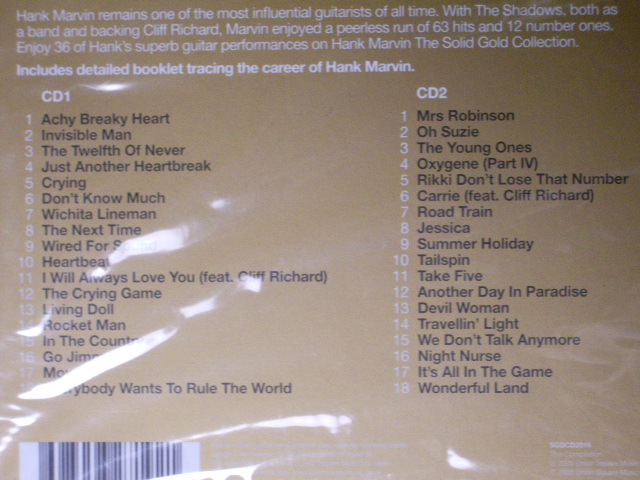 Hank Marvin remains one of the most influential guitarists of all time. With The Shadows, both as
a band and backing Cliff Richard, Marvin enjoyed a peerless run of 63 hits and 12 number ones.
Enjoy 36 of Hank's superb guitar performances on Hank Marvin The Solid Gold Collection.
Includes detailed booklet tracing the career of Hank Marvin.
CD1
1 Achy Breaky Heart
2 Invisible Man
3 The Twelfth Of Never
4 Just Another Heartbreak
5 Crying
6 Don't Know Much
7 Wichita Lineman
8 The Next Time
9 Wired For Sound
10 Heartbeat
11 I Will Always Love You (feat. Cliff Richard)
12 The Crying Game
13 Living Doll
14 Rocket Man
15 In The Country
16 Go
17
18 Everybody Wants To Rule The World
CD2
1 Mrs Robinson
2 Oh Suzie
3 The Young Ones
4 Oxygene (Part IV)
5 Rikki Don't Lose That Number
6 Carrie (feat. Cliff Richard)
7 Road Train
8 Jessica
9 Summer Holiday
10 Tailspin
11 Take Five
12 Another Day In Paradise
13 Devil Woman
14 Travellin' Light
15 We Don't Talk Anymore
16 Night Nurse
17 It's All In The Game
18 Wonderful Land